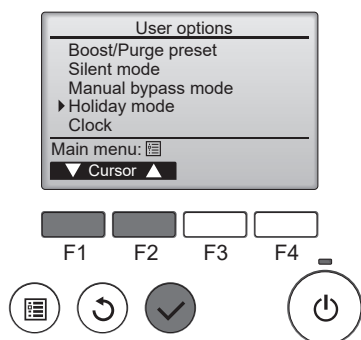 User options
Boost/Purge preset
Silent mode
Manual bypass mode
Holiday mode
Clock
Main menu:
Cursor
F1 F2 F3 F4